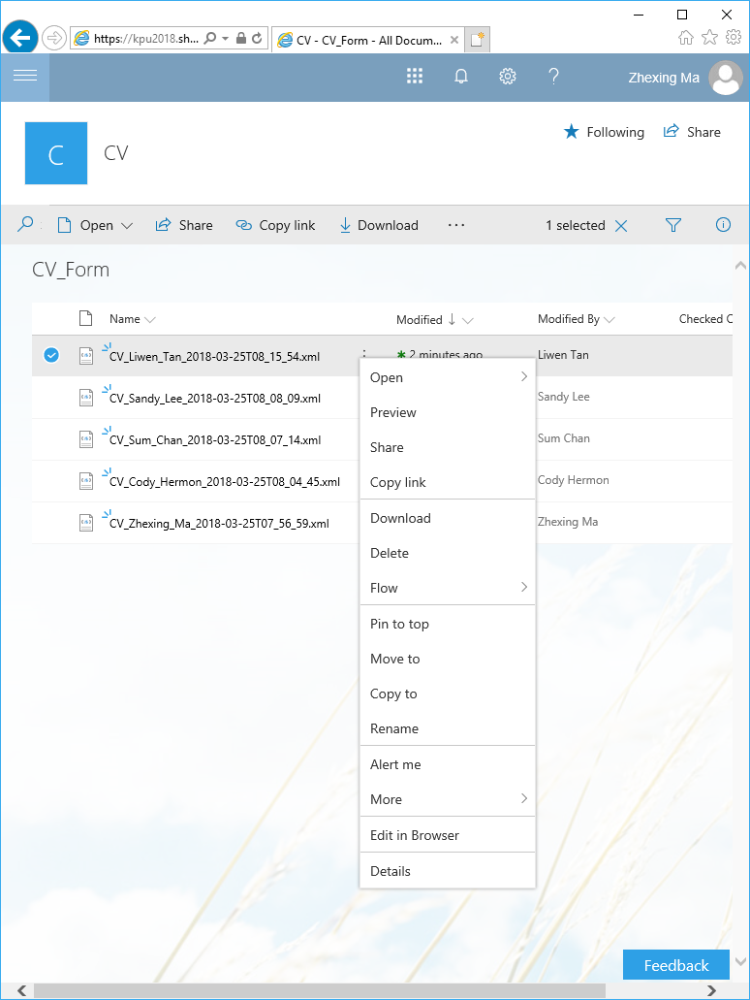 https://kpu2018.sh...
CV - CV_Form - All Docum...
Zhexing Ma
C
CV
Following
Share
Open
Share
Copy link
Download
...
1 selected
CV_Form
Name
Modified
Modified By
Checked O
CV_Liwen_Tan_2018-03-25T08_15_54.xml
2 minutes ago
Liwen Tan
CV_Sandy_Lee_2018-03-25T08_08_09.xml
Sandy Lee
CV_Sum_Chan_2018-03-25T08_07_14.xml
Sum Chan
CV_Cody_Hermon_2018-03-25T08_04_45.xml
Cody Hermon
CV_Zhexing_Ma_2018-03-25T07_56_59.xml
Zhexing Ma
Open
Preview
Share
Copy link
Download
Delete
Flow
Pin to top
Move to
Copy to
Rename
Alert me
More
Edit in Browser
Details
Feedback